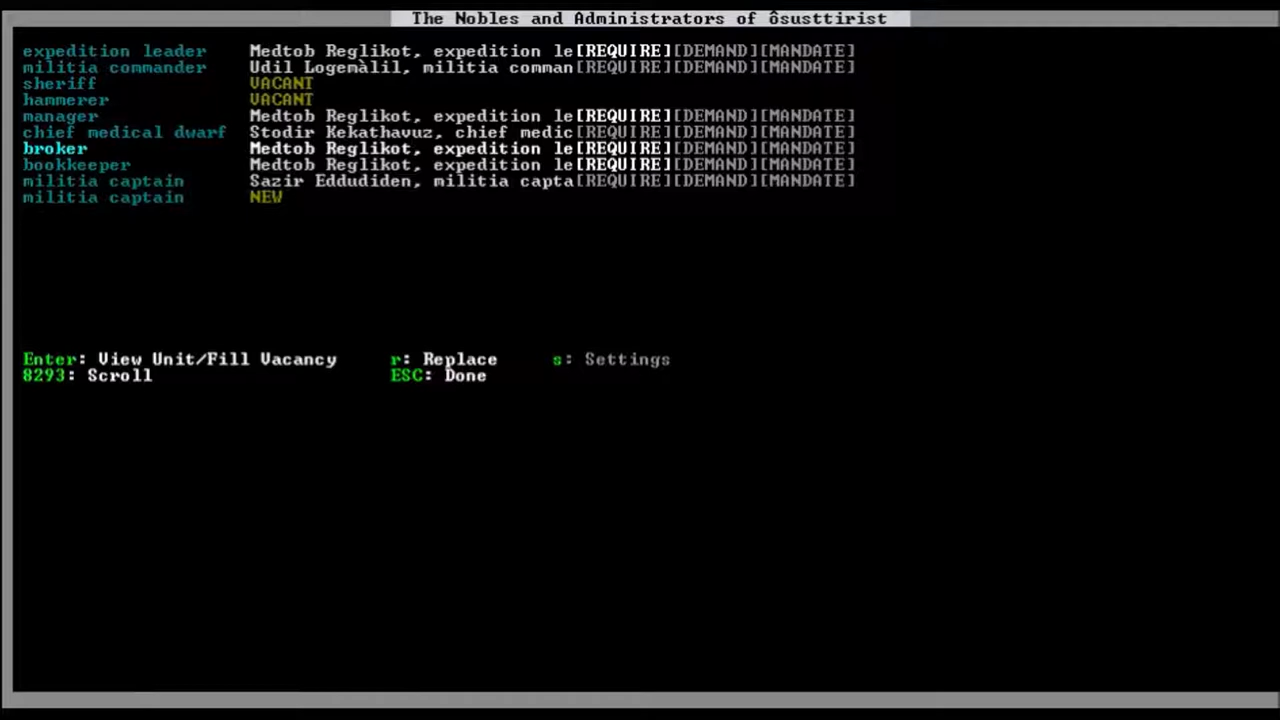 The Nobles and Administrators of ôsusttirist
expedition leader Medtob Reglikot, expedition le[REQUIRE][DEMAND][MANDATE]
militia commander Udil Logemàlil, militia comman[REQUIRE][DEMAND][MANDATE]
sheriff VACANT
hammerer VACANT
manager Medtob Reglikot, expedition le[REQUIRE][DEMAND][MANDATE]
chief medical dwarf Stodir Kekathavuz, chief medic[REQUIRE][DEMAND][MANDATE]
broker Medtob Reglikot, expedition le[REQUIRE][DEMAND][MANDATE]
bookkeeper Medtob Reglikot, expedition le[REQUIRE][DEMAND][MANDATE]
militia captain Sazir Eddudiden, militia capta[REQUIRE][DEMAND][MANDATE]
militia captain NEW
Enter: View Unit/Fill Vacancy r: Replace s: Settings
8293: Scroll ESC: Done